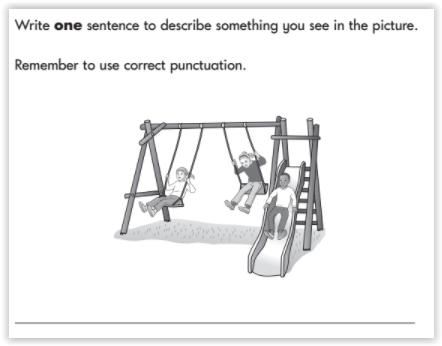 Write one sentence to describe something you see in the picture.
Remember to use correct punctuation.